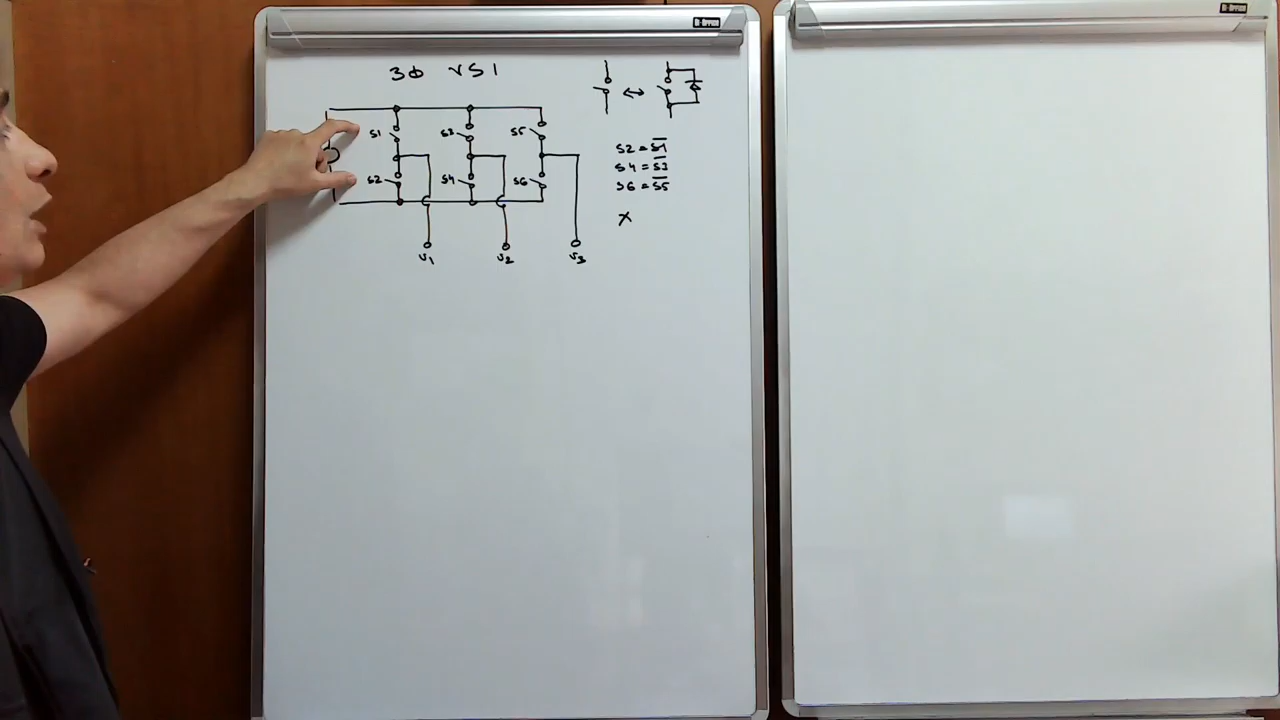 3Φ VSI
S1 S3 S5
S2 S4 S6
V1 V2 V3
S2 = S̅1̅
S4 = S̅3̅
S6 = S̅5̅
X